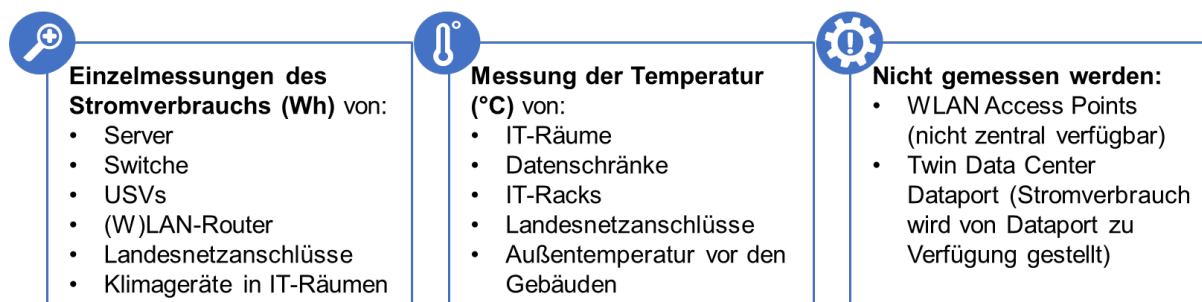 Einzelmessungen des
Stromverbrauchs (Wh) von:
• Server
• Switche
• USVs
• (W)LAN-Router
• Landesnetzanschlüsse
• Klimageräte in IT-Räumen
Messung der Temperatur
(°C) von:
• IT-Räume
• Datenschränke
• IT-Racks
• Landesnetzanschlüsse
• Außentemperatur vor den
Gebäuden
Nicht gemessen werden:
• WLAN Access Points
(nicht zentral verfügbar)
• Twin Data Center
Dataport (Stromverbrauch
wird von Dataport zu
Verfügung gestellt)